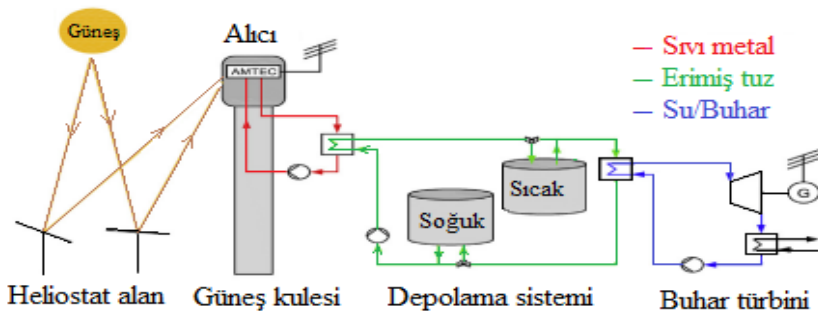 Güneş
Alıcı
AMTEC
Sıvı metal
Erimiş tuz
Su/Buhar
Sıcak
Soğuk
G
Heliostat alan
Güneş kulesi
Depolama sistemi
Buhar türbini